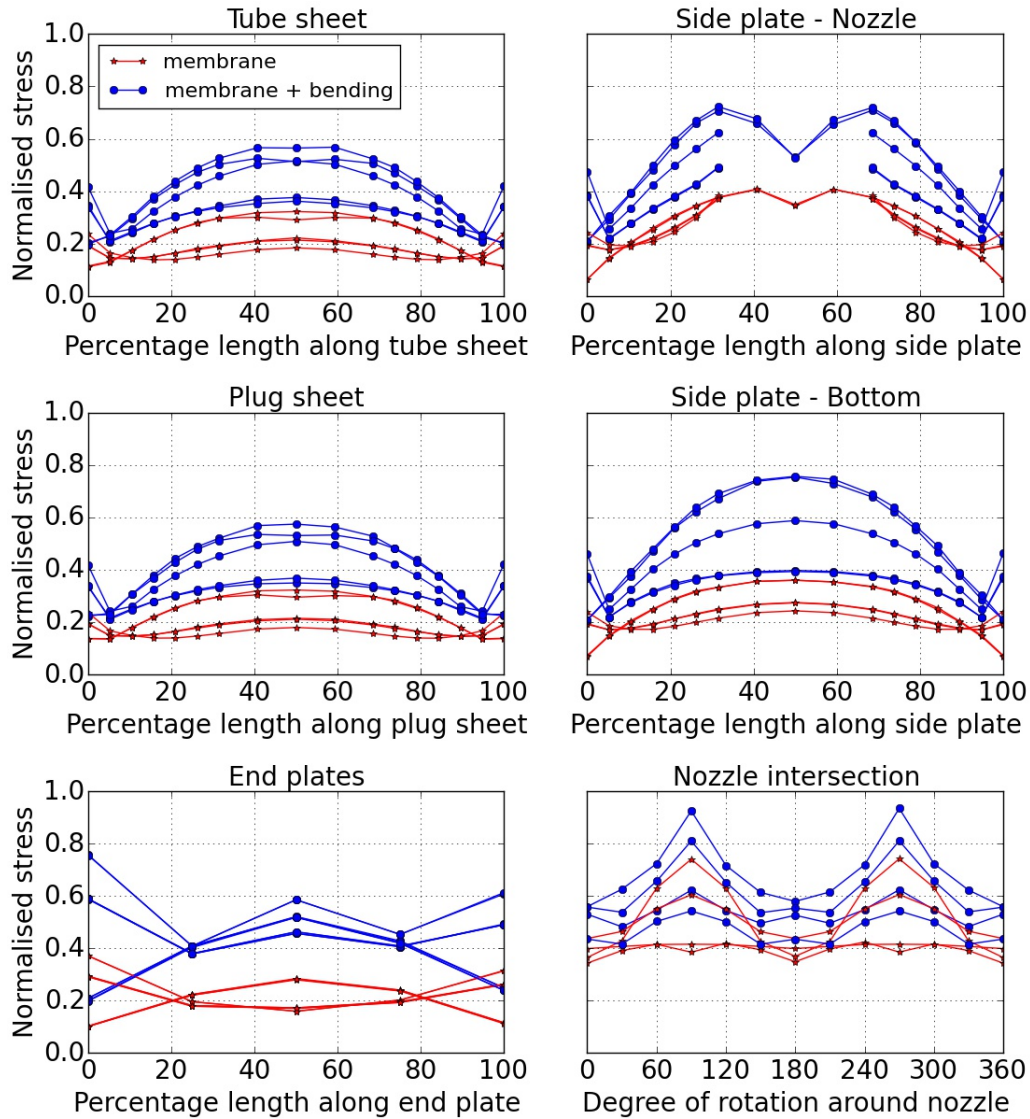 Tube sheet
Side plate - Nozzle
1.0
0.8
0.6
0.4
0.2
0.0
Normalised stress
membrane
membrane + bending
0 20 40 60 80 100
0 20 40 60 80 100
Percentage length along tube sheet
Percentage length along side plate
Plug sheet
Side plate - Bottom
1.0
0.8
0.6
0.4
0.2
0.0
Normalised stress
0 20 40 60 80 100
0 20 40 60 80 100
Percentage length along plug sheet
Percentage length along side plate
End plates
Nozzle intersection
1.0
0.8
0.6
0.4
0.2
0.0
Normalised stress
0 20 40 60 80 100
0 60 120 180 240 300 360
Percentage length along end plate
Degree of rotation around nozzle